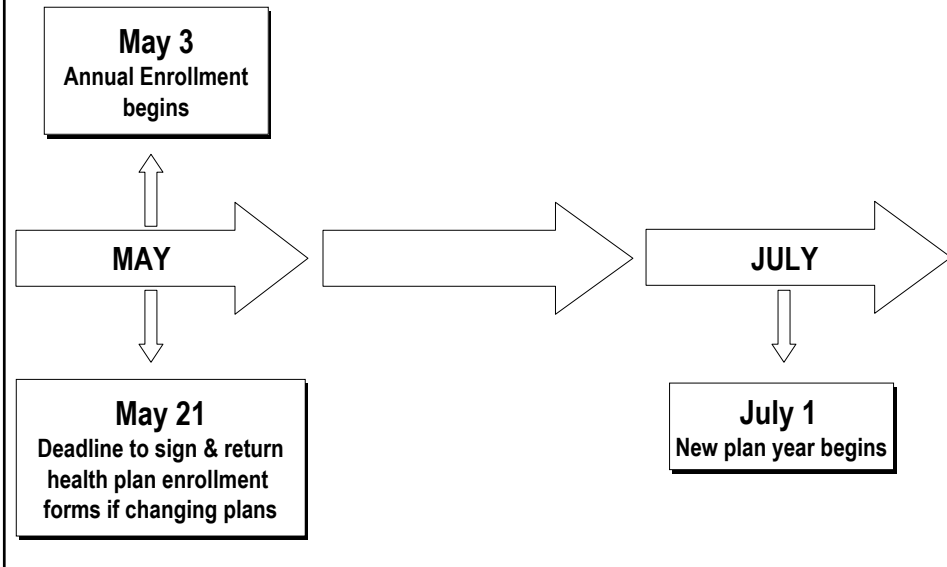 May 3
Annual Enrollment
begins
MAY
JULY
May 21
Deadline to sign & return
health plan enrollment
forms if changing plans
July 1
New plan year begins